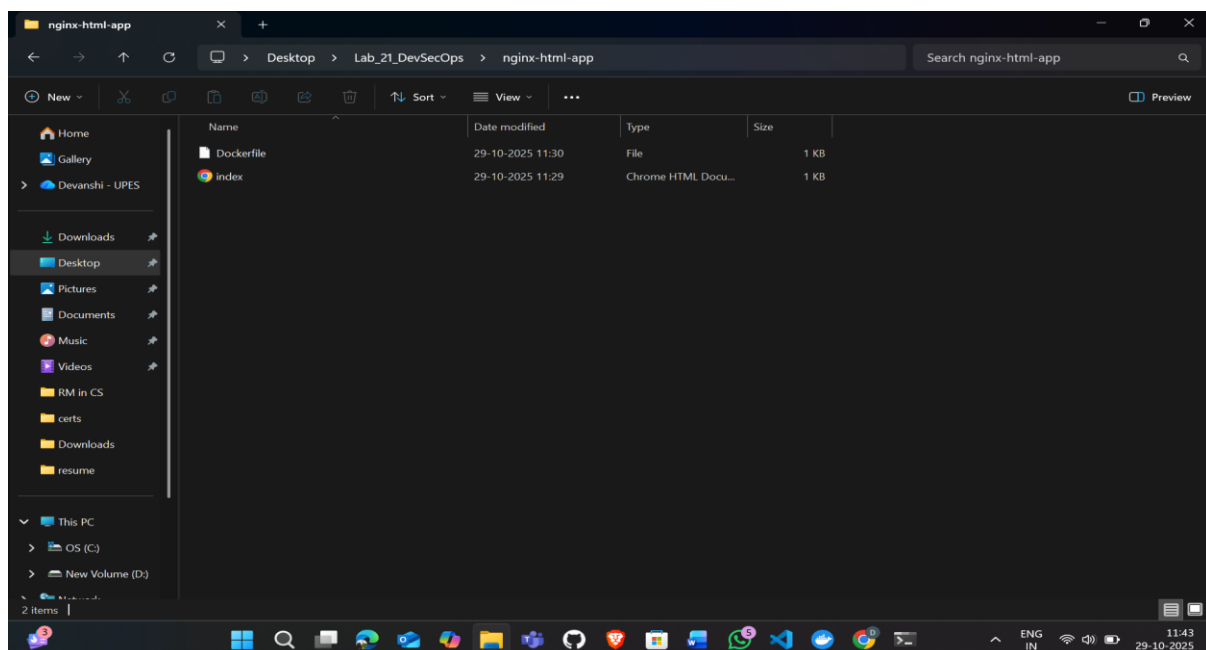 nginx-html-app
Desktop > Lab_21_DevSecOps > nginx-html-app
Search nginx-html-app
New
Sort
View
Preview
Name
Date modified
Type
Size
Dockerfile
29-10-2025 11:30
File
1 KB
index
29-10-2025 11:29
Chrome HTML Docu...
1 KB
Home
Gallery
Devanshi - UPES
Downloads
Desktop
Pictures
Documents
Music
Videos
RM in CS
certs
Downloads
resume
This PC
OS (C:)
New Volume (D:)
2 items
3
5
D
ENG
IN
11:43
29-10-2025